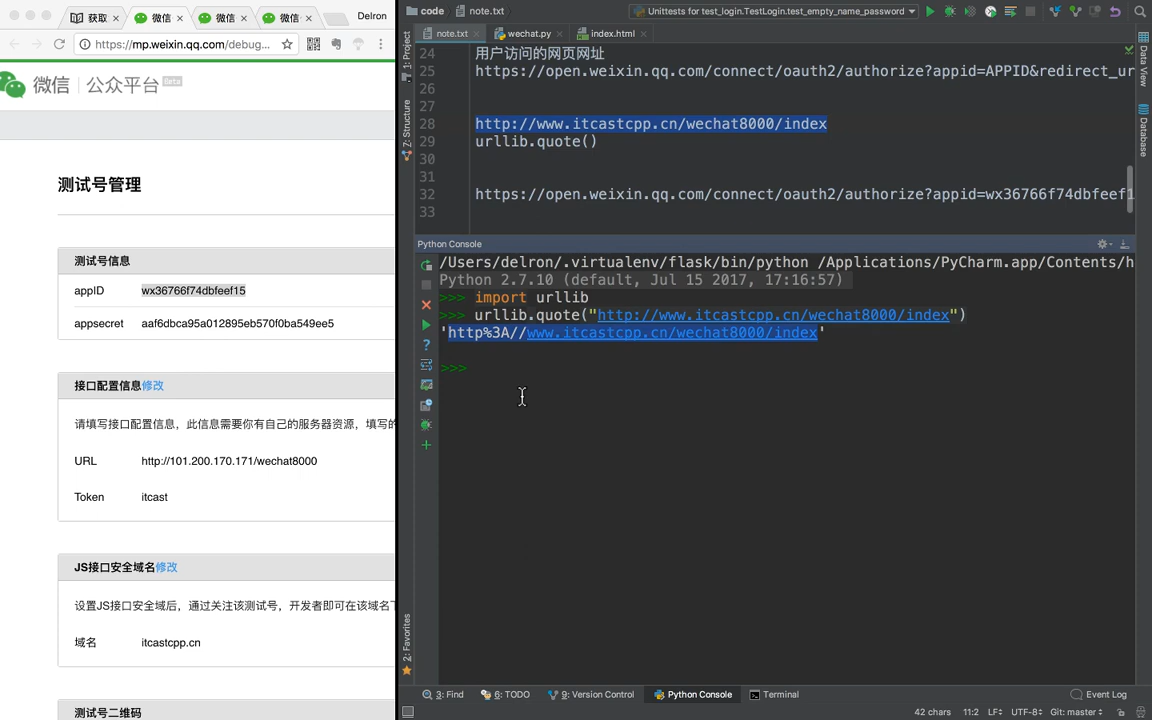 获取
微信
微信
微信
Delron
https://mp.weixin.qq.com/debug...
微信 公众平台 Beta
测试号管理
测试号信息
appID wx36766f74dbfeef15
appsecret aaf6dbca95a012895eb570f0ba549ee5
接口配置信息修改
请填写接口配置信息，此信息需要你有自己的服务器资源，填写的
URL http://101.200.170.171/wechat8000
Token itcast
JS接口安全域名修改
设置JS接口安全域后，通过关注该测试号，开发者即可在该域名下
域名 itcastcpp.cn
测试号二维码
code note.txt
Unittests for test_login.TestLogin.test_empty_name_password
note.txt wechat.py index.html
1: Project
7: Structure
2: Favorites
Data View
Database
24 用户访问的网页网址
25 https://open.weixin.qq.com/connect/oauth2/authorize?appid=APPID&redirect_ur
26
27
28 http://www.itcastcpp.cn/wechat8000/index
29 urllib.quote()
30
31
32 https://open.weixin.qq.com/connect/oauth2/authorize?appid=wx36766f74dbfeef1
33
Python Console
/Users/delron/.virtualenv/flask/bin/python /Applications/PyCharm.app/Contents/h
Python 2.7.10 (default, Jul 15 2017, 17:16:57)
>>> import urllib
>>> urllib.quote("http://www.itcastcpp.cn/wechat8000/index")
'http%3A//www.itcastcpp.cn/wechat8000/index'
>>>
3: Find 6: TODO 9: Version Control Python Console Terminal Event Log
42 chars 11:2 LF UTF-8 Git: master